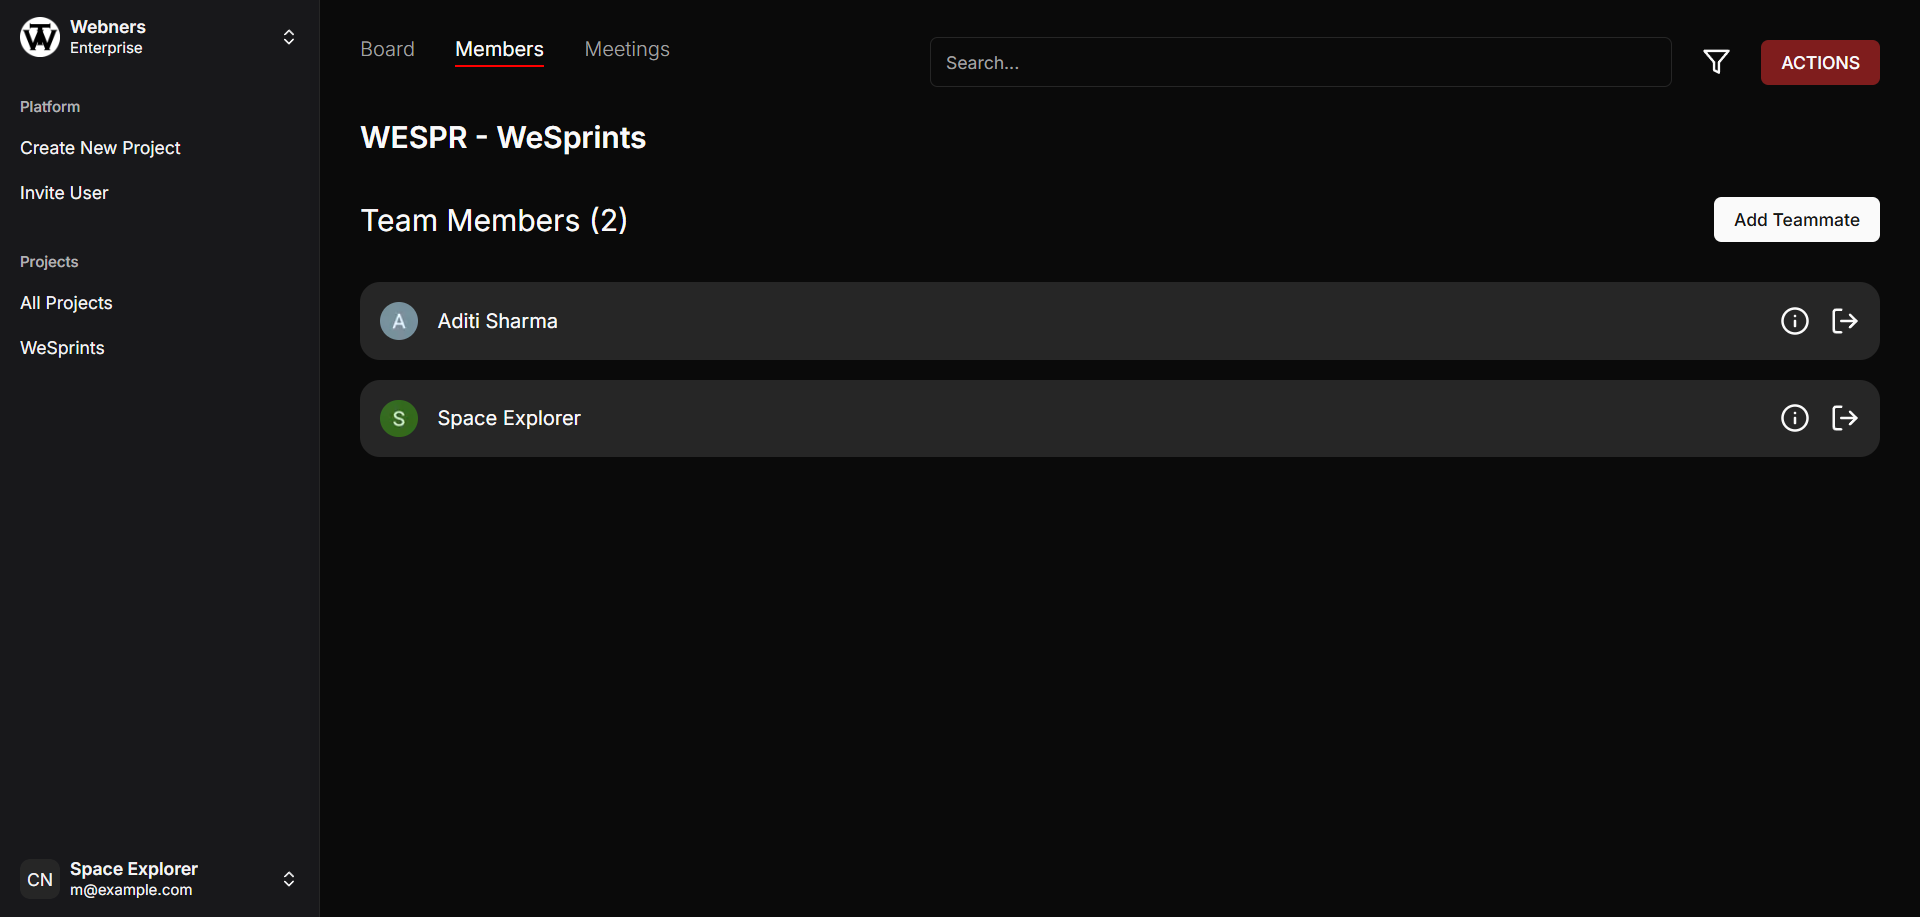 W
Webners
Enterprise
Platform
Create New Project
Invite User
Projects
All Projects
WeSprints
CN
Space Explorer
m@example.com
Board
Members
Meetings
Search...
ACTIONS
WESPR - WeSprints
Team Members (2)
Add Teammate
A
Aditi Sharma
S
Space Explorer